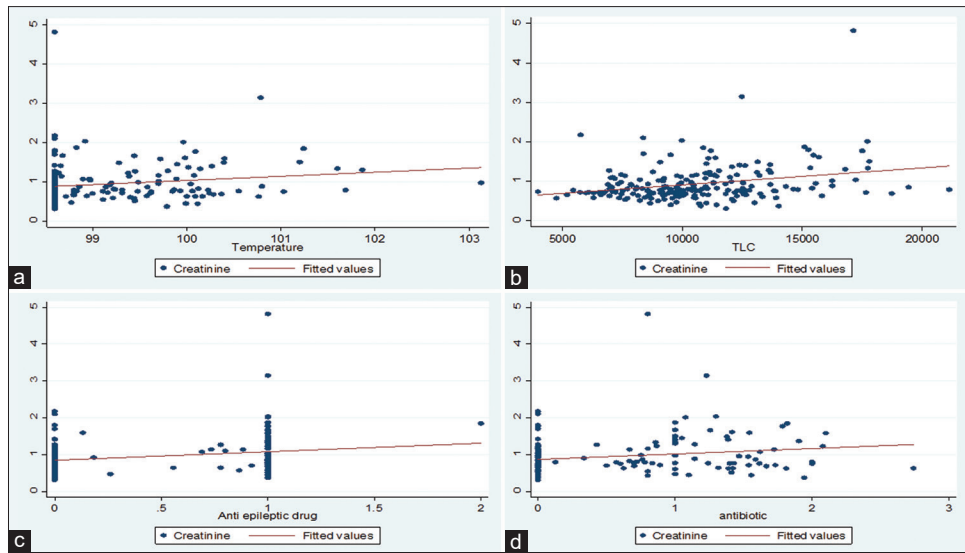 5
4
3
2
1
0
99 100 101 102 103
Temperature
Creatinine Fitted values
a
5
4
3
2
1
0
5000 10000 15000 20000
TLC
Creatinine Fitted values
b
5
4
3
2
1
0
0 .5 1 2
Anti epileptic drug
Creatinine Fitted values
c
5
4
3
2
1
0
0 1 2 3
antibiotic
Creatinine Fitted values
d